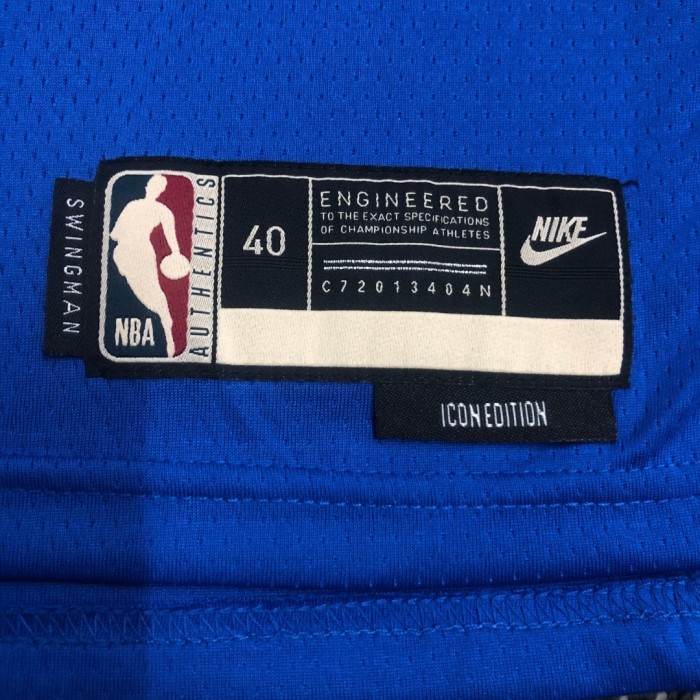 SWINGMAN
NBA
AUTHENTICS
40
ENGINEERED
TO THE EXACT SPECIFICATIONS
OF CHAMPIONSHIP ATHLETES
C72013404N
NIKE
ICON EDITION